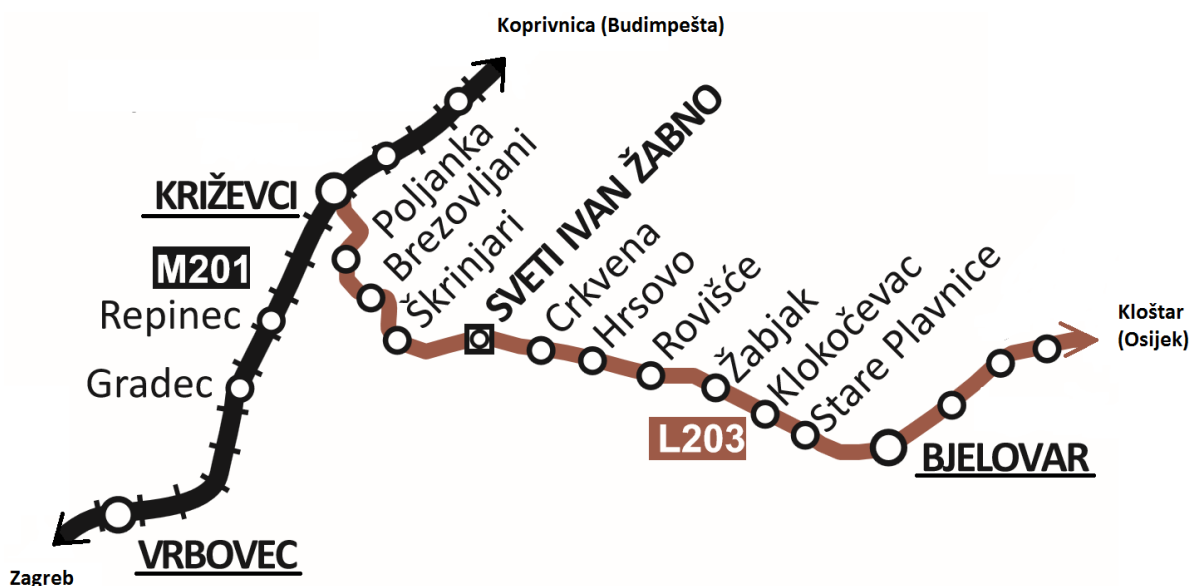 Koprivnica (Budimpešta)
KRIŽEVCI
Poljanka
Brezovljani
Škrinjari
SVETI IVAN ŽABNO
Crkvena
Hrsovo
Rovišće
Žabjak
Klokočevac
Stare Plavnice
M201
Repinec
Gradec
Kloštar
(Osijek)
L203
BJELOVAR
VRBOVEC
Zagreb